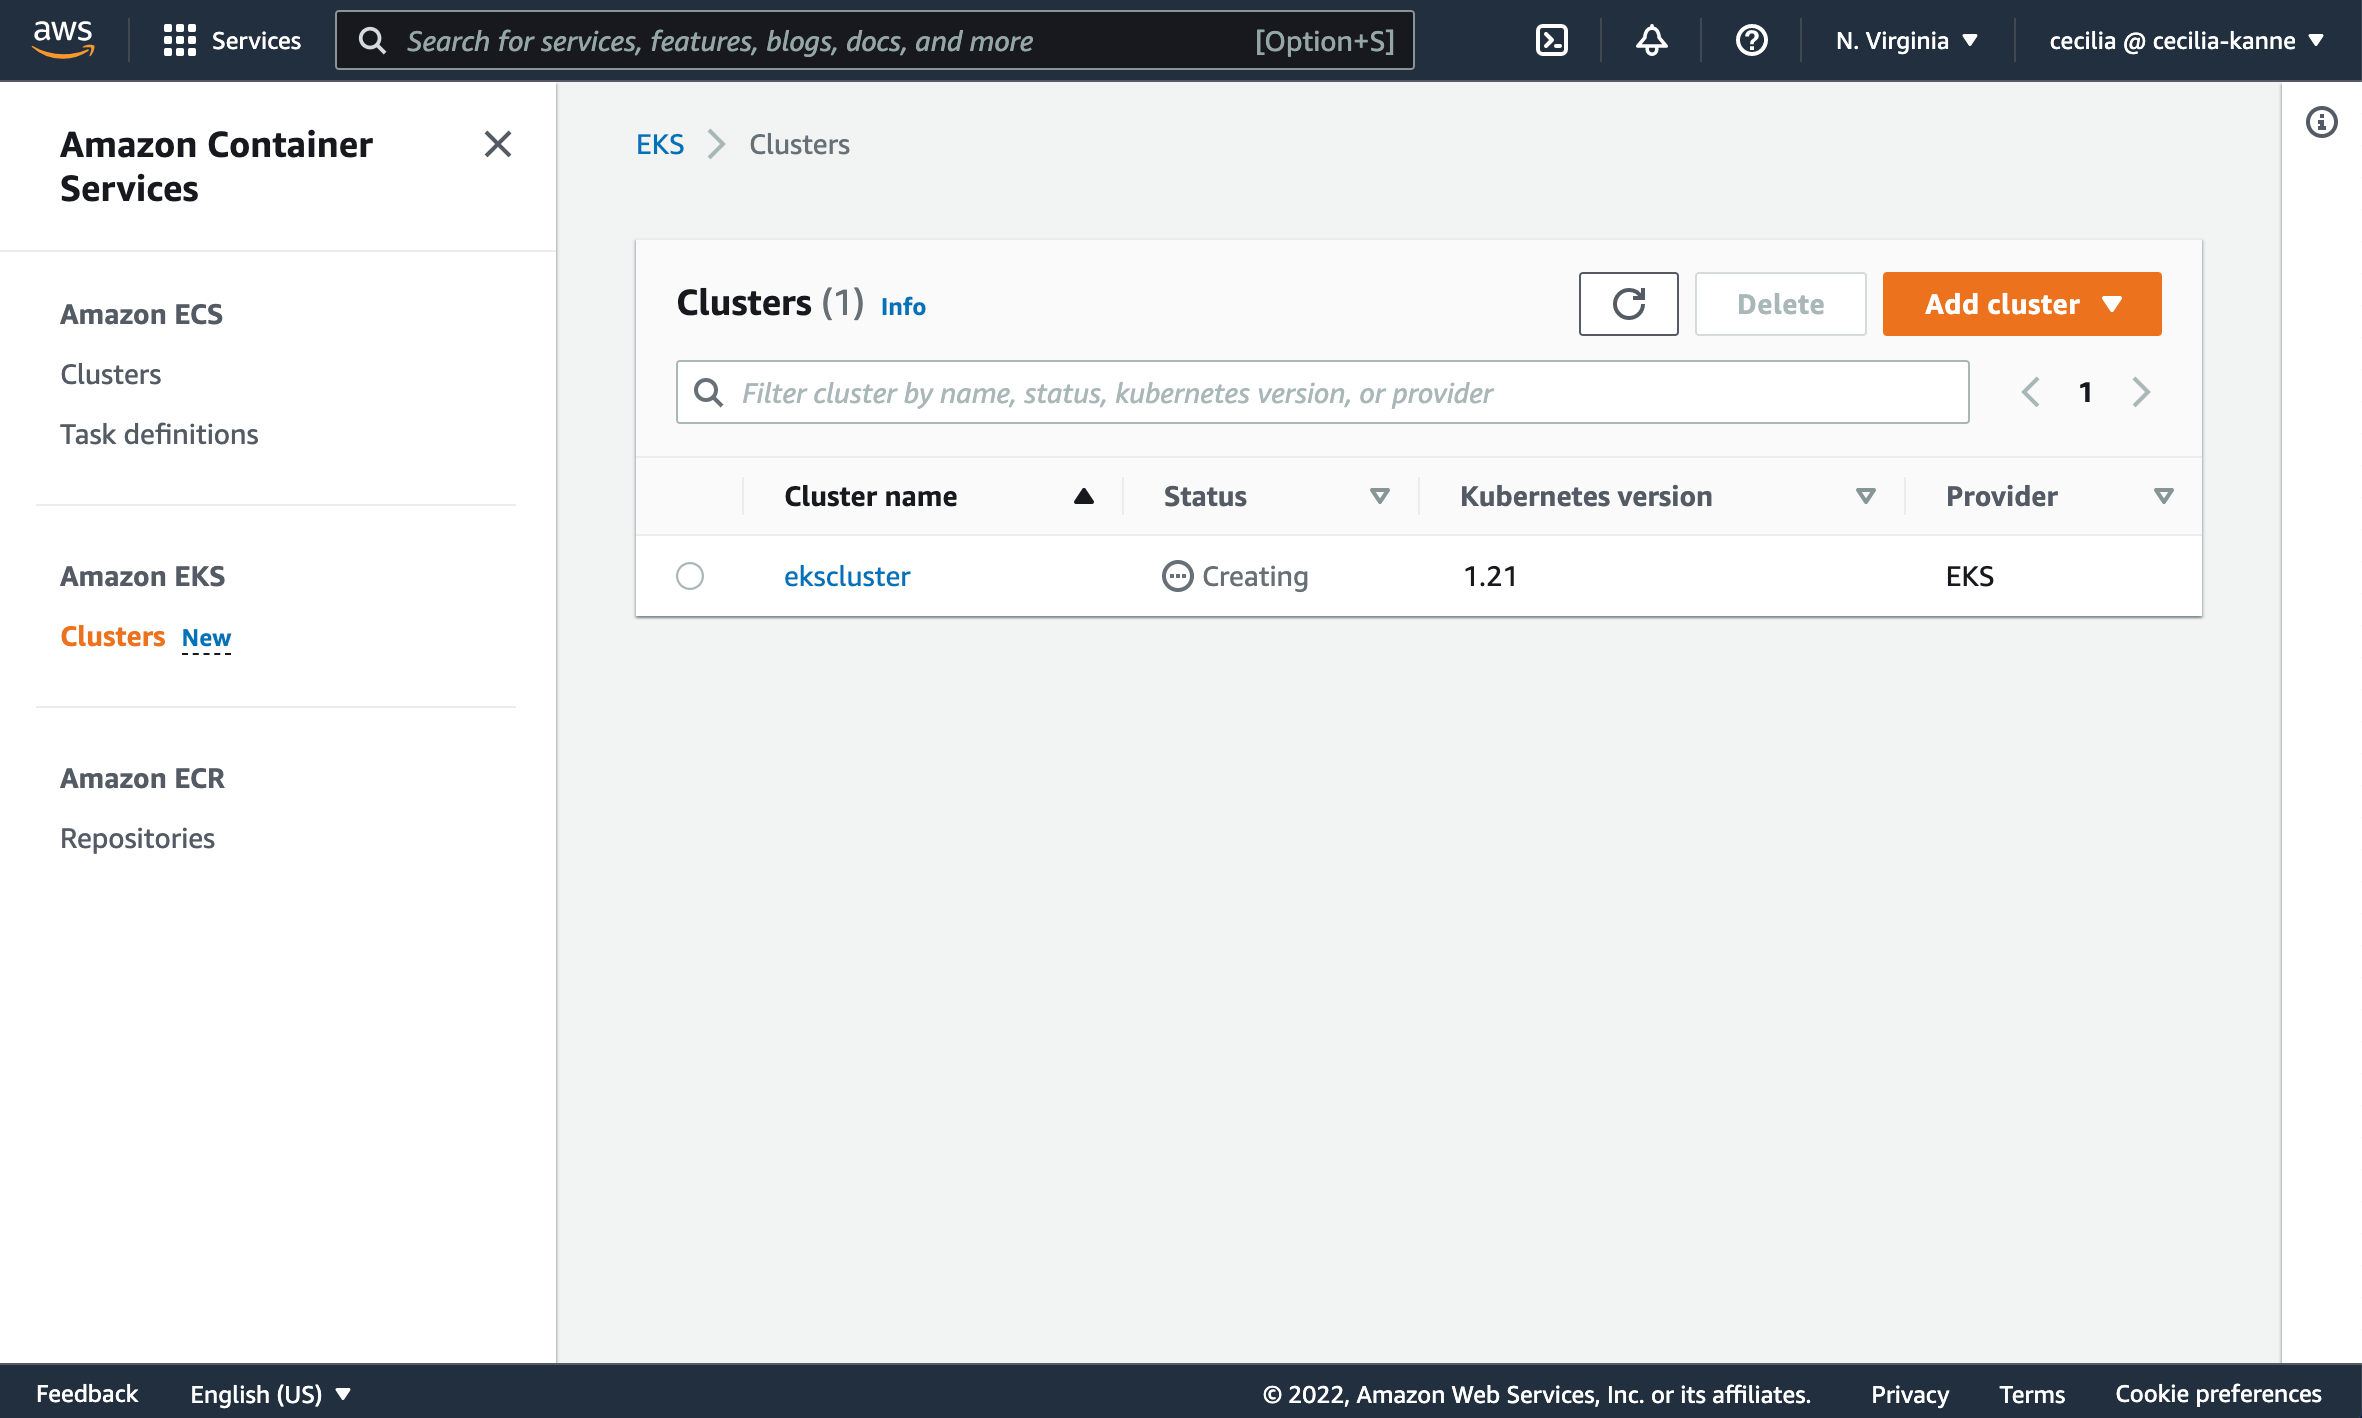 aws
Services
Search for services, features, blogs, docs, and more
[Option+S]
N. Virginia
cecilia @ cecilia-kanne
Amazon Container
Services
Amazon ECS
Clusters
Task definitions
Amazon EKS
Clusters New
Amazon ECR
Repositories
EKS
Clusters
Clusters (1) Info
Delete
Add cluster
Filter cluster by name, status, kubernetes version, or provider
1
Cluster name
Status
Kubernetes version
Provider
ekscluster
Creating
1.21
EKS
Feedback
English (US)
© 2022, Amazon Web Services, Inc. or its affiliates.
Privacy
Terms
Cookie preferences